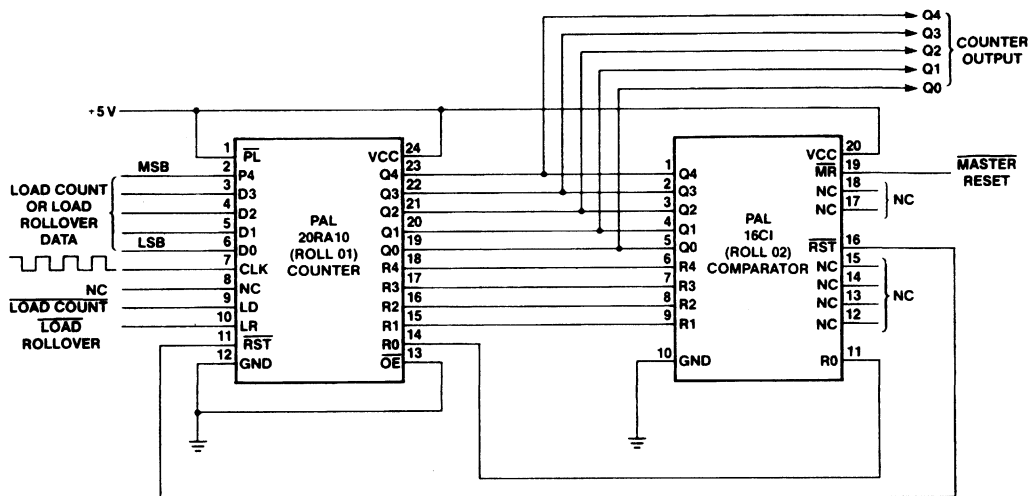 Q4
Q3
Q2
Q1
Q0
COUNTER
OUTPUT
+5V
MSB
LOAD COUNT
OR LOAD
ROLLOVER
DATA
LSB
NC
LOAD COUNT
LOAD
ROLLOVER
1 PL
2 P4
3 D3
4 D2
5 D1
6 D0
7 CLK
8 NC
9 LD
10 LR
11 RST
12 GND
PAL
20RA10
(ROLL 01)
COUNTER
VCC 24
Q4 23
Q3 22
Q2 21
Q1 20
Q0 19
R4 18
R3 17
R2 16
R1 15
R0 14
OE 13
1 Q4
2 Q3
3 Q2
4 Q1
5 Q0
6 R4
7 R3
8 R2
9 R1
10 GND
PAL
16CI
(ROLL 02)
COMPARATOR
VCC 20
MR 19
NC 18
NC 17
RST 16
NC 15
NC 14
NC 13
NC 12
R0 11
MASTER
RESET
NC
NC